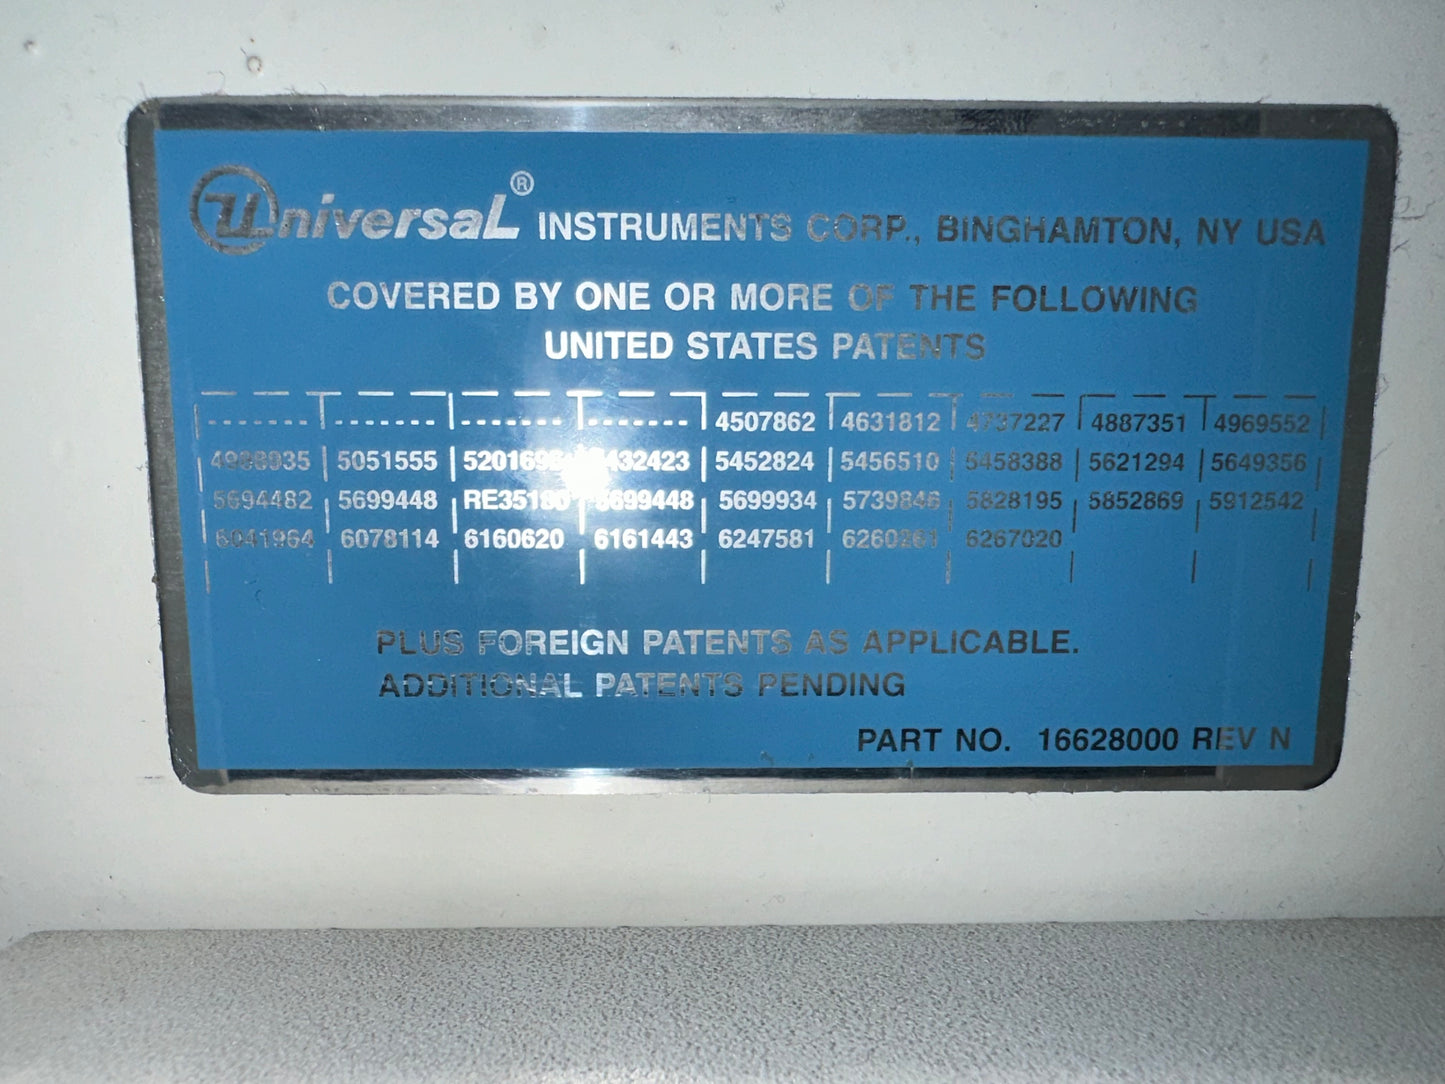 Universal® INSTRUMENTS CORP., BINGHAMTON, NY USA
COVERED BY ONE OR MORE OF THE FOLLOWING
UNITED STATES PATENTS
------- ------- ------- ------- 4507862 4631812 4737227 4887351 4969552
5051555 5452824 5456510 5458388 5621294 5649356
5694482 5699448 5699448 5699934 5739846 5828195 5852869 5912542
6041964 6078114 6160620 6161443 6247581 6260261 6267020
PLUS FOREIGN PATENTS AS APPLICABLE.
ADDITIONAL PATENTS PENDING
PART NO. 16628000 REV N